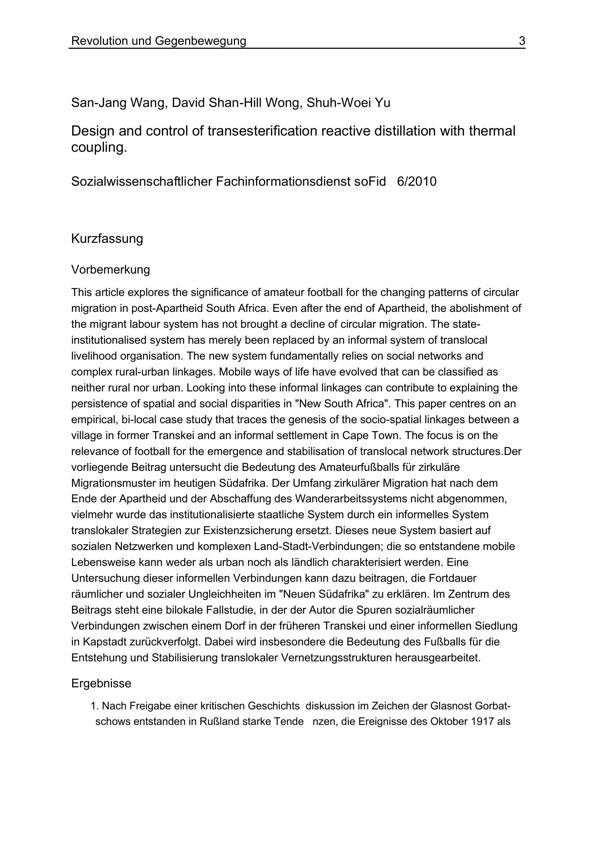 Revolution und Gegenbewegung 3
San-Jang Wang, David Shan-Hill Wong, Shuh-Woei Yu
Design and control of transesterification reactive distillation with thermal
coupling.
Sozialwissenschaftlicher Fachinformationsdienst soFid 6/2010
Kurzfassung
Vorbemerkung
This article explores the significance of amateur football for the changing patterns of circular
migration in post-Apartheid South Africa. Even after the end of Apartheid, the abolishment of
the migrant labour system has not brought a decline of circular migration. The state-
institutionalised system has merely been replaced by an informal system of translocal
livelihood organisation. The new system fundamentally relies on social networks and
complex rural-urban linkages. Mobile ways of life have evolved that can be classified as
neither rural nor urban. Looking into these informal linkages can contribute to explaining the
persistence of spatial and social disparities in "New South Africa". This paper centres on an
empirical, bi-local case study that traces the genesis of the socio-spatial linkages between a
village in former Transkei and an informal settlement in Cape Town. The focus is on the
relevance of football for the emergence and stabilisation of translocal network structures.Der
vorliegende Beitrag untersucht die Bedeutung des Amateurfußballs für zirkuläre
Migrationsmuster im heutigen Südafrika. Der Umfang zirkulärer Migration hat nach dem
Ende der Apartheid und der Abschaffung des Wanderarbeitssystems nicht abgenommen,
vielmehr wurde das institutionalisierte staatliche System durch ein informelles System
translokaler Strategien zur Existenzsicherung ersetzt. Dieses neue System basiert auf
sozialen Netzwerken und komplexen Land-Stadt-Verbindungen; die so entstandene mobile
Lebensweise kann weder als urban noch als ländlich charakterisiert werden. Eine
Untersuchung dieser informellen Verbindungen kann dazu beitragen, die Fortdauer
räumlicher und sozialer Ungleichheiten im "Neuen Südafrika" zu erklären. Im Zentrum des
Beitrags steht eine bilokale Fallstudie, in der der Autor die Spuren sozialräumlicher
Verbindungen zwischen einem Dorf in der früheren Transkei und einer informellen Siedlung
in Kapstadt zurückverfolgt. Dabei wird insbesondere die Bedeutung des Fußballs für die
Entstehung und Stabilisierung translokaler Vernetzungsstrukturen herausgearbeitet.
Ergebnisse
1. Nach Freigabe einer kritischen Geschichts diskussion im Zeichen der Glasnost Gorbat-
schows entstanden in Rußland starke Tende nzen, die Ereignisse des Oktober 1917 als